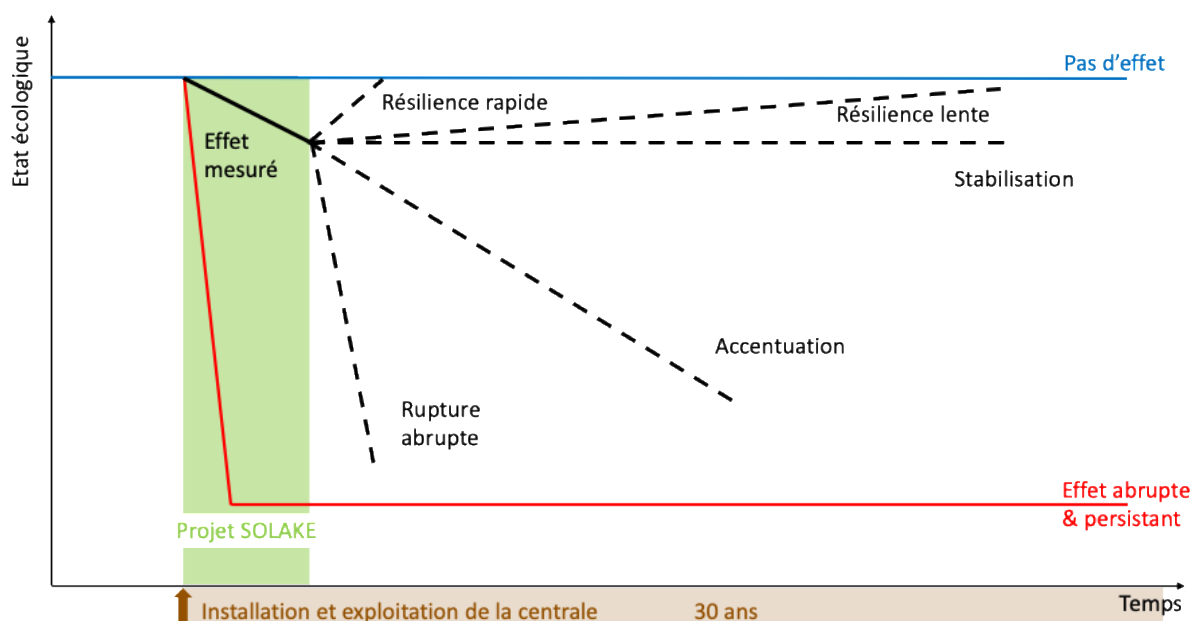 Etat écologique
Pas d'effet
Résilience rapide
Résilience lente
Effet
mesuré
Stabilisation
Accentuation
Rupture
abrupte
Effet abrupte
& persistant
Projet SOLAKE
Temps
Installation et exploitation de la centrale 30 ans